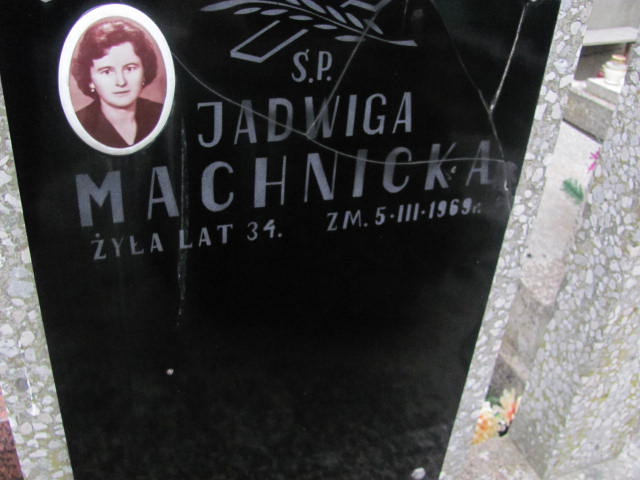 Ś.P.
JADWIGA
MACHNICKA
ŻYŁA LAT 34. ZM. 5·III·1969r.